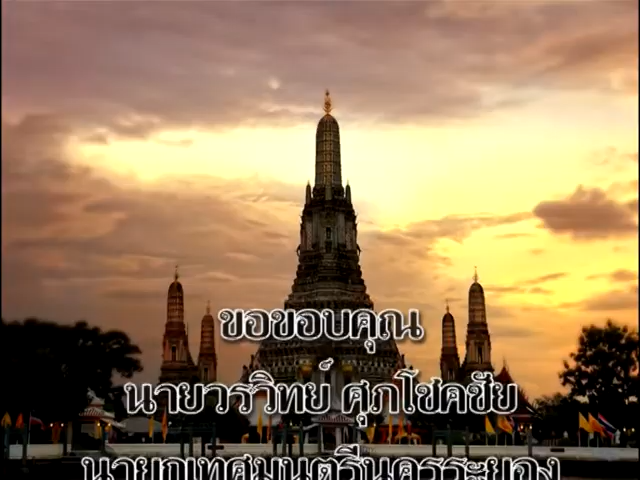 ขอขอบคุณ
นายวรวิทย์ ศุภโชคชัย
นายกเทศมนตรีนครระยอง